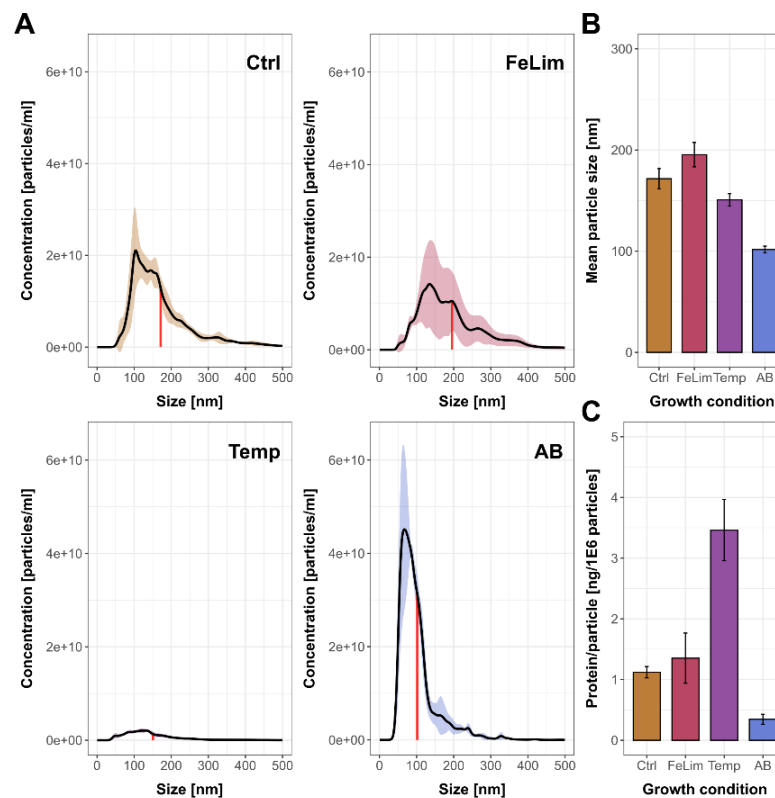 A
Ctrl
Concentration [particles/ml]
6e+10
4e+10
2e+10
0e+00
0 100 200 300 400 500
Size [nm]
FeLim
Concentration [particles/ml]
6e+10
4e+10
2e+10
0e+00
0 100 200 300 400 500
Size [nm]
B
Mean particle size [nm]
300
200
100
0
Ctrl FeLim Temp AB
Growth condition
Temp
Concentration [particles/ml]
6e+10
4e+10
2e+10
0e+00
0 100 200 300 400 500
Size [nm]
AB
Concentration [particles/ml]
6e+10
4e+10
2e+10
0e+00
0 100 200 300 400 500
Size [nm]
C
Protein/particle [ng/1E6 particles]
5
4
3
2
1
0
Ctrl FeLim Temp AB
Growth condition